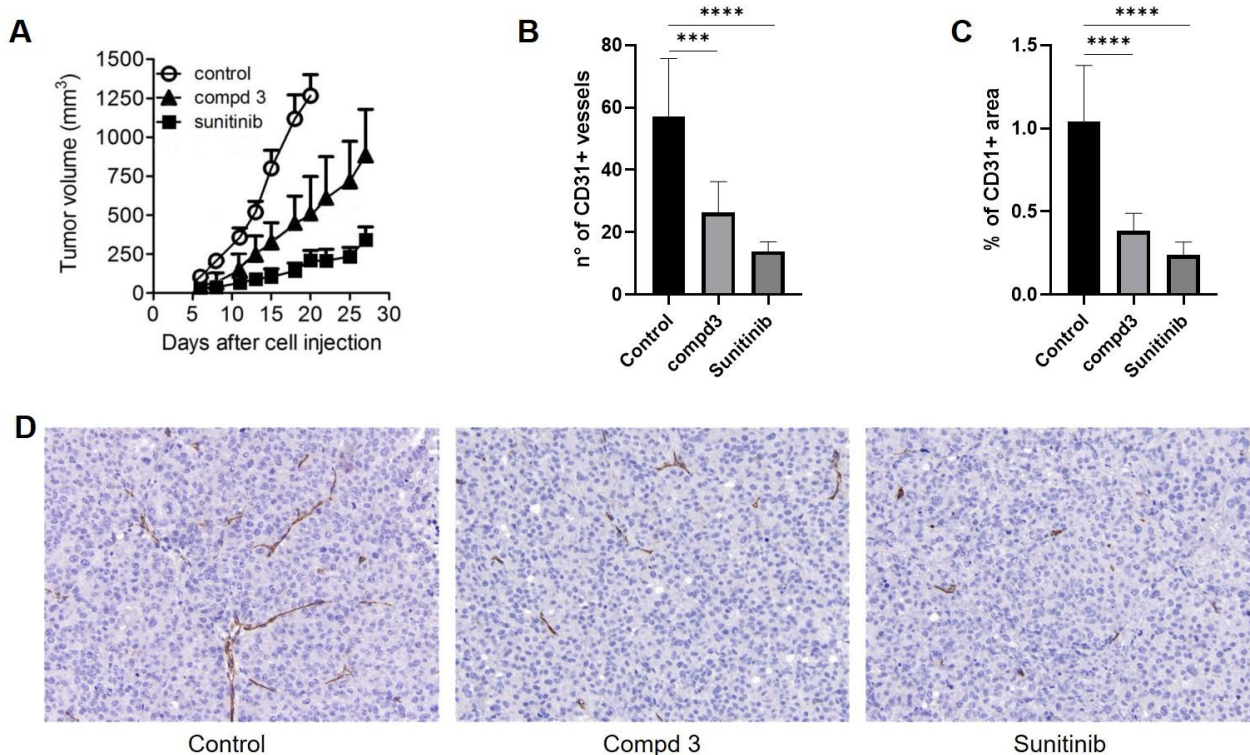 A
Tumor volume (mm³)
1500
1250
1000
750
500
250
0
control
compd 3
sunitinib
0 5 10 15 20 25 30
Days after cell injection
B
**** 
***
n° of CD31+ vessels
80
60
40
20
0
Control
compd3
Sunitinib
C
****
****
% of CD31+ area
1.5
1.0
0.5
0.0
Control
compd3
Sunitinib
D
Control
Compd 3
Sunitinib